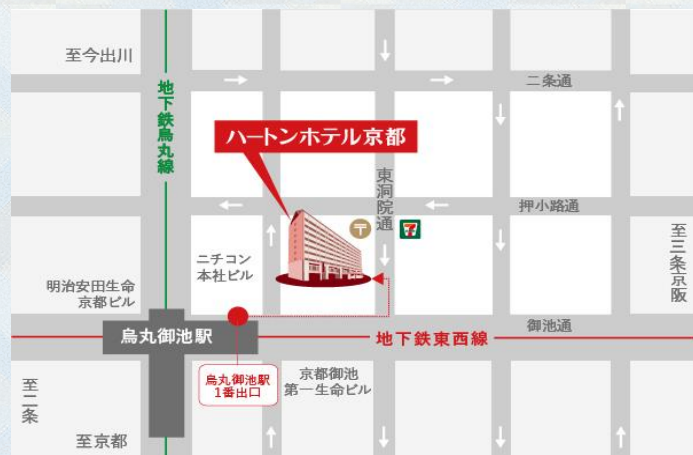 至今出川
地下鉄烏丸線
二条通
ハートンホテル京都
東洞院通
〒
7
押小路通
至三条京阪
ニチコン
本社ビル
明治安田生命
京都ビル
烏丸御池駅
御池通
地下鉄東西線
烏丸御池駅
1番出口
京都御池
第一生命ビル
至二条
至京都